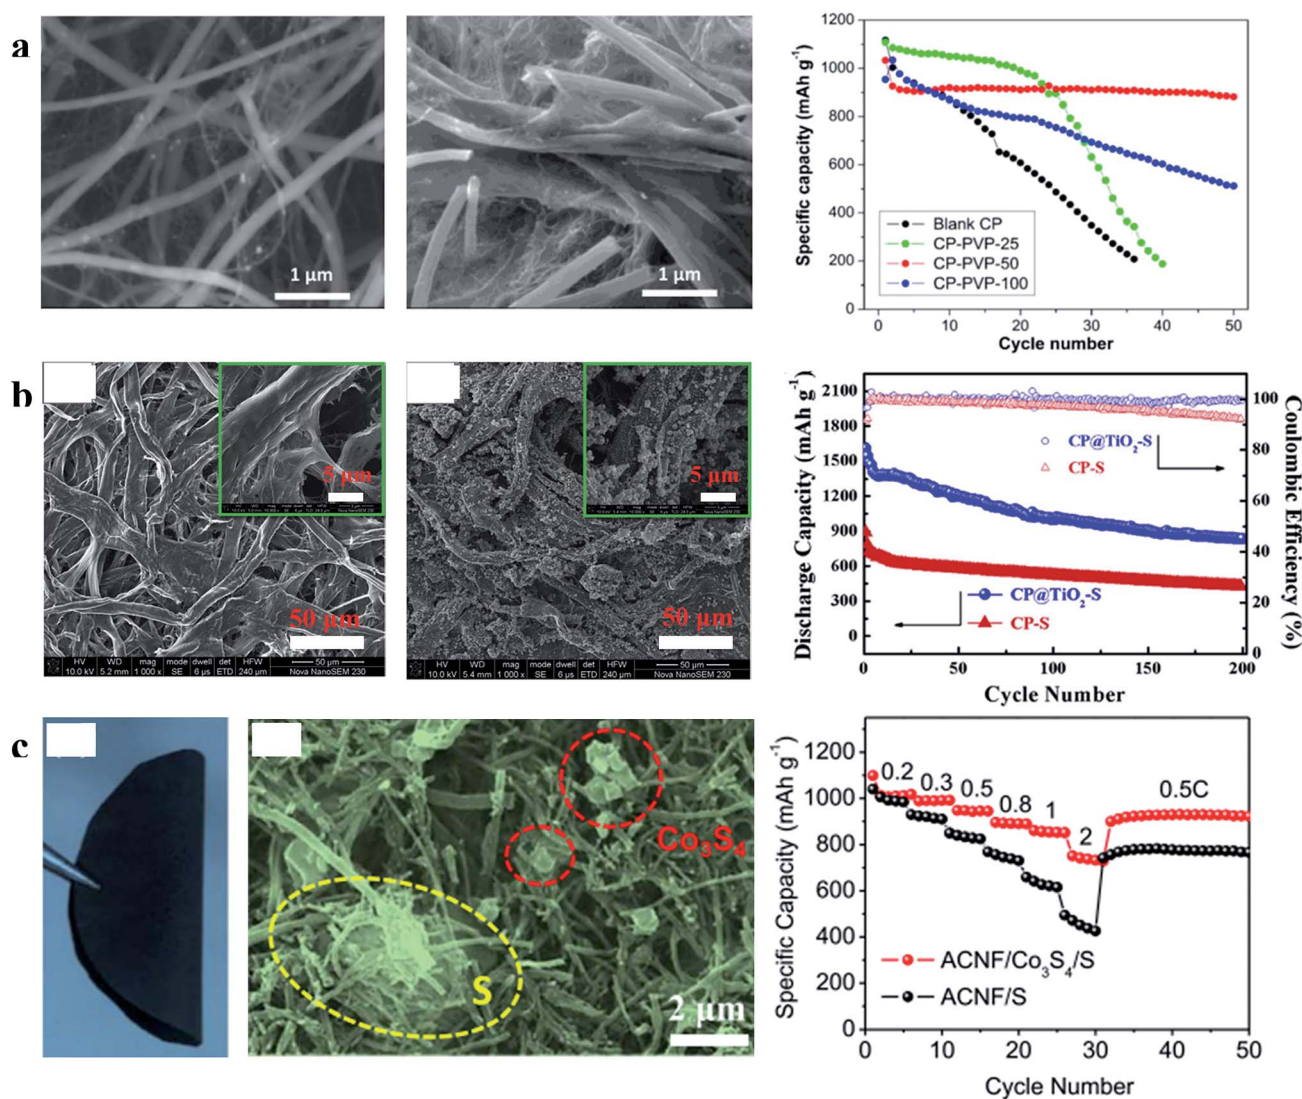 a
1 μm
1 μm
Specific capacity (mAh g⁻¹)
1200
1000
800
600
400
200
0
Blank CP
CP-PVP-25
CP-PVP-50
CP-PVP-100
0 10 20 30 40 50
Cycle number
b
5 μm
50 μm
HV WD mag mode dwell det HFW 50 μm
10.0 kV 5.2 mm 1 000 x SE 6 μs ETD 240 μm Nova NanoSEM 230
5 μm
50 μm
HV WD mag mode dwell det HFW 50 μm
10.0 kV 5.4 mm 1 000 x SE 6 μs ETD 240 μm Nova NanoSEM 230
Discharge Capacity (mAh g⁻¹)
2100
1800
1500
1200
900
600
300
0
CP@TiO₂-S
CP-S
CP@TiO₂-S
CP-S
100
80
60
40
20
0
Coulombic Efficiency (%)
0 50 100 150 200
Cycle Number
c
Co₃S₄
S
2 μm
Specific Capacity (mAh g⁻¹)
1200
1000
800
600
400
200
0
0.2 0.3 0.5 0.8 1 2 0.5C
ACNF/Co₃S₄/S
ACNF/S
0 10 20 30 40 50
Cycle Number